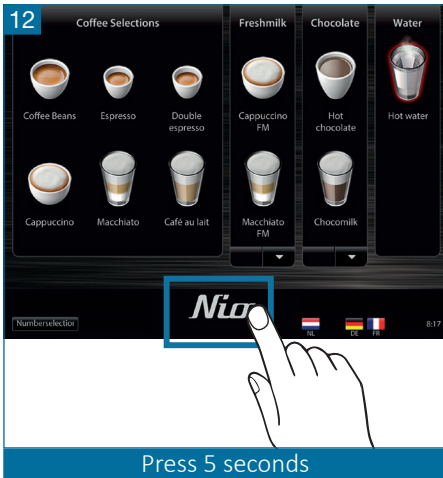 12
Coffee Selections
Freshmilk
Chocolate
Water
Coffee Beans
Espresso
Double
espresso
Cappuccino
FM
Hot
chocolate
Hot water
Cappuccino
Macchiato
Café au lait
Macchiato
FM
Chocomilk
Nio
Numberselection
NL
DE
FR
8:17
Press 5 seconds